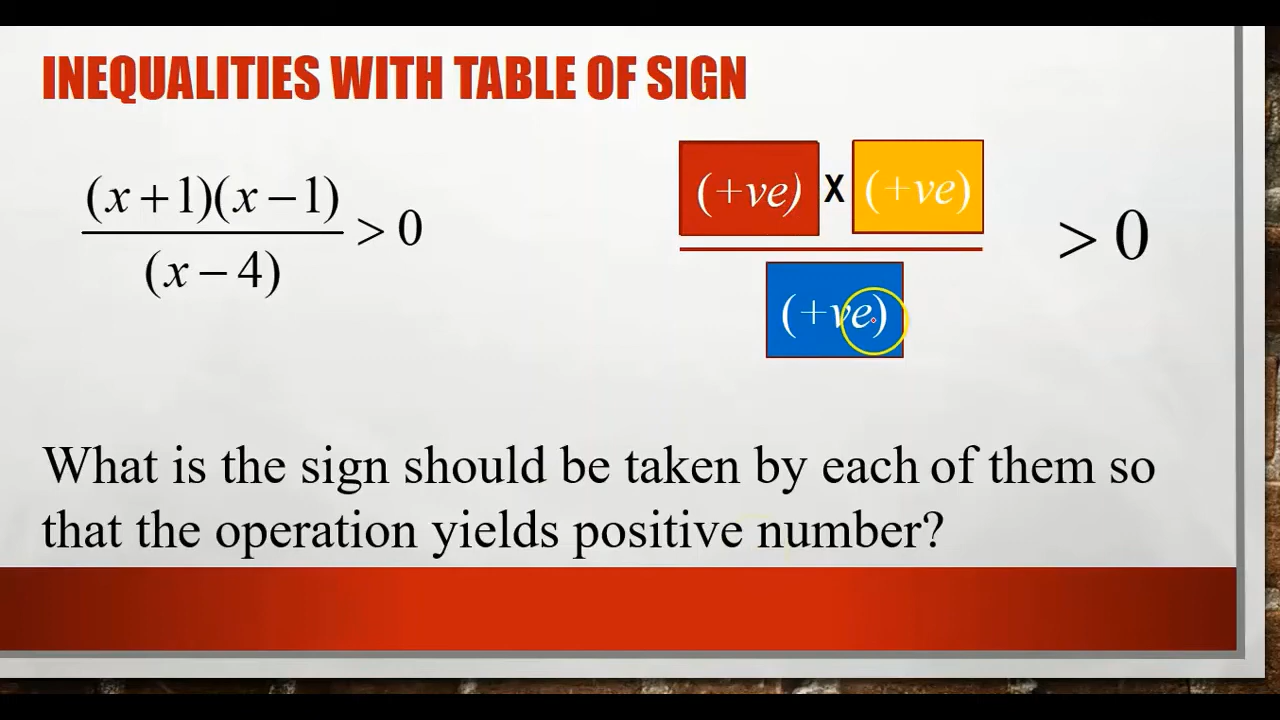 INEQUALITIES WITH TABLE OF SIGN
(x+1)(x−1)
(x−4)
> 0
(+ve) X (+ve)
(+ve)
> 0
What is the sign should be taken by each of them so
that the operation yields positive number?